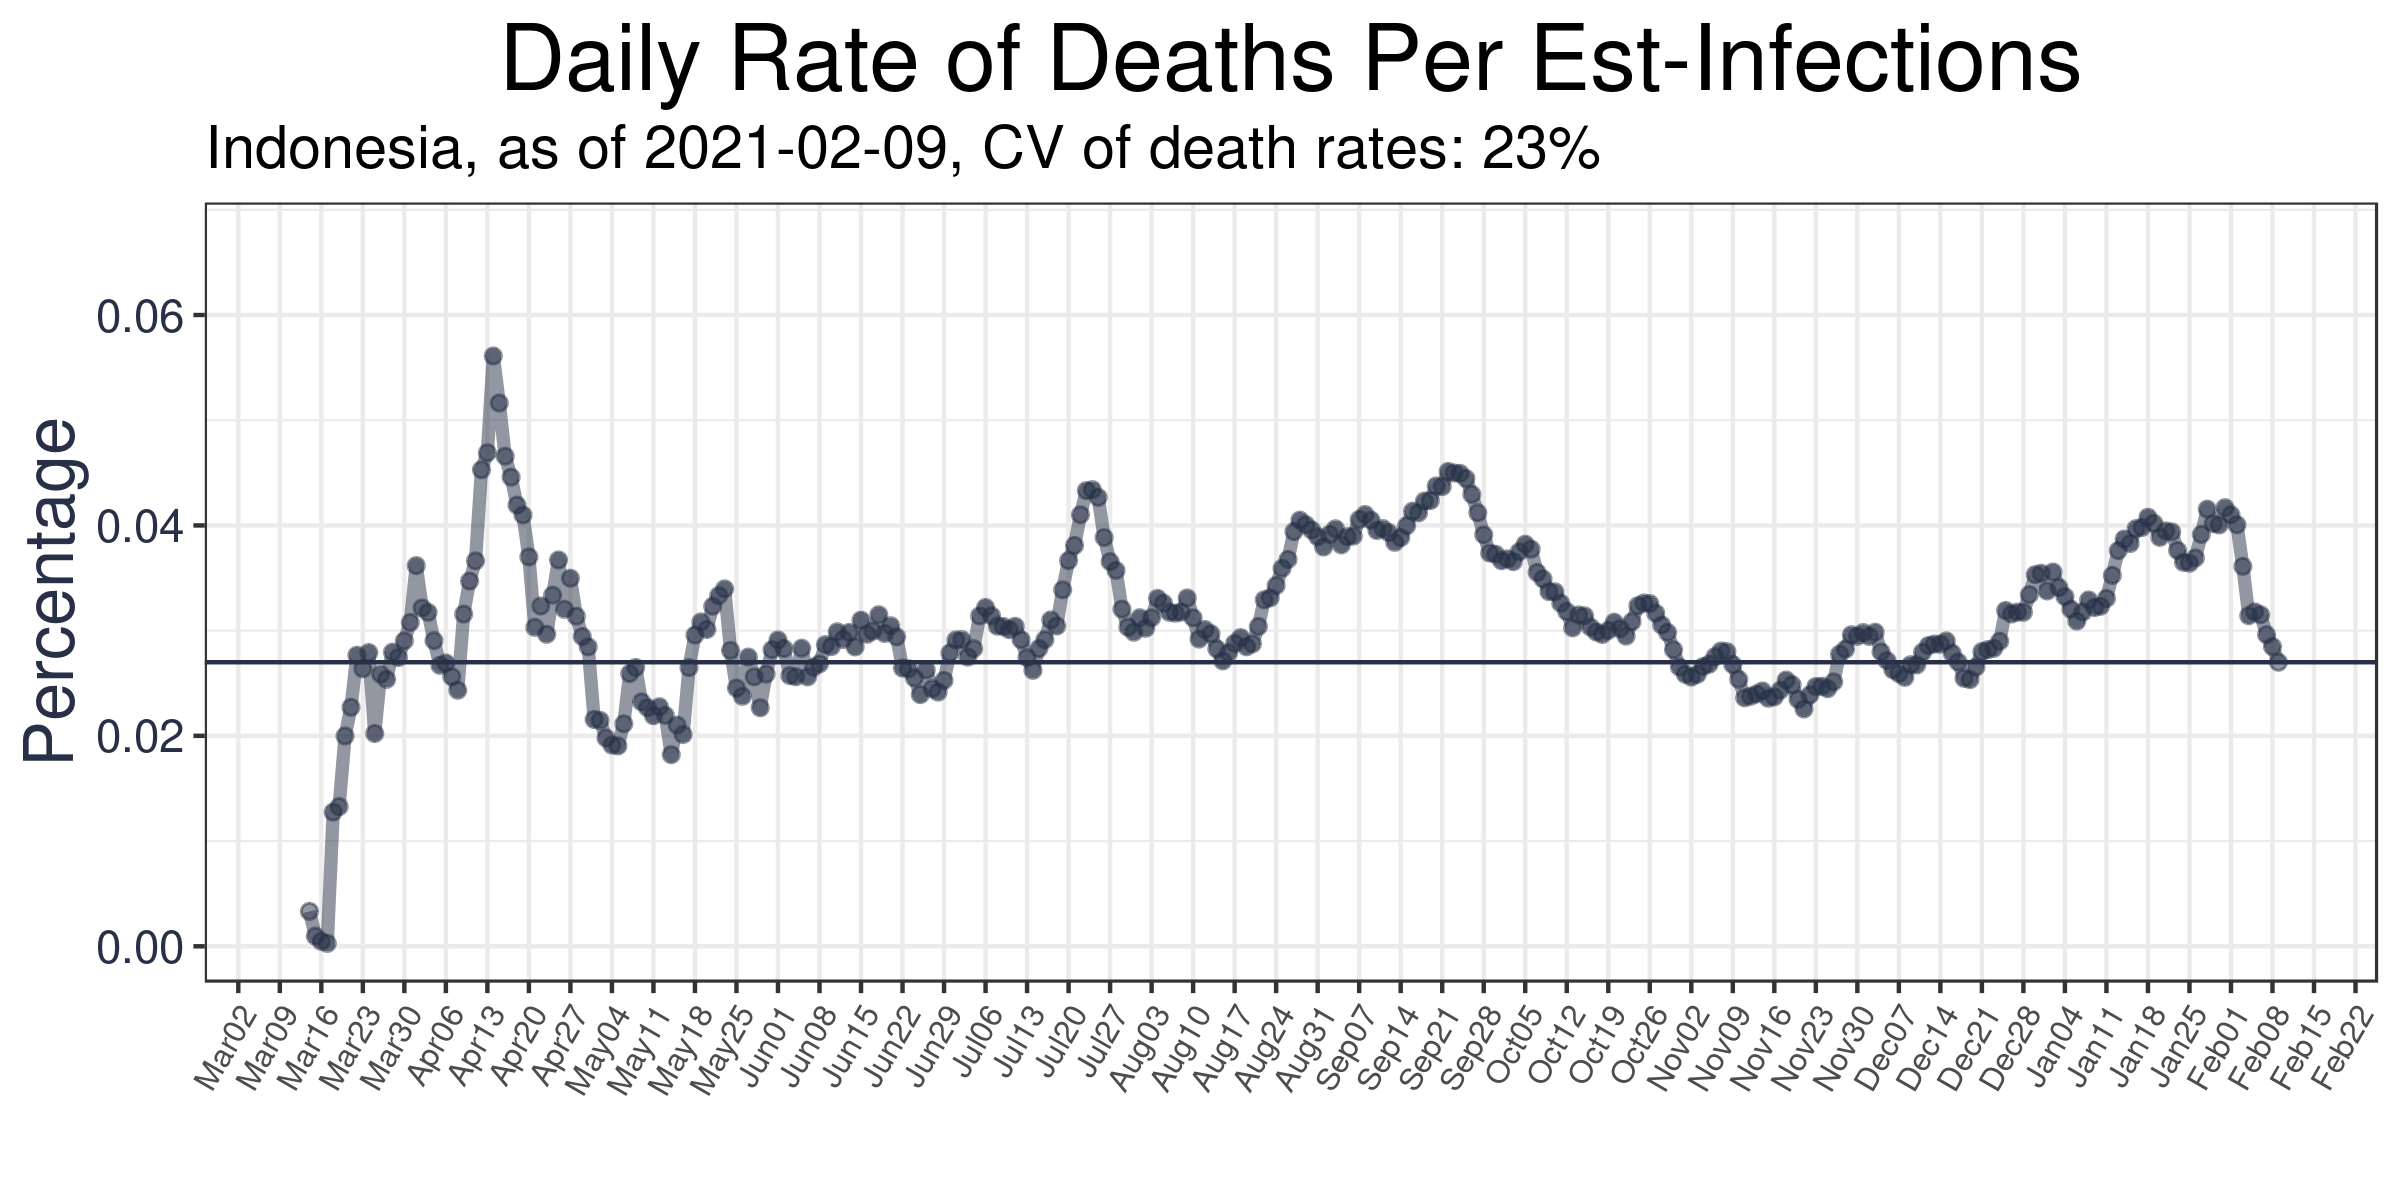 Daily Rate of Deaths Per Est-Infections
Indonesia, as of 2021-02-09, CV of death rates: 23%
Percentage
0.06
0.04
0.02
0.00
Mar02
Mar09
Mar16
Mar23
Mar30
Apr06
Apr13
Apr20
Apr27
May04
May11
May18
May25
Jun01
Jun08
Jun15
Jun22
Jun29
Jul06
Jul13
Jul20
Jul27
Aug03
Aug10
Aug17
Aug24
Aug31
Sep07
Sep14
Sep21
Sep28
Oct05
Oct12
Oct19
Oct26
Nov02
Nov09
Nov16
Nov23
Nov30
Dec07
Dec14
Dec21
Dec28
Jan04
Jan11
Jan18
Jan25
Feb01
Feb08
Feb15
Feb22